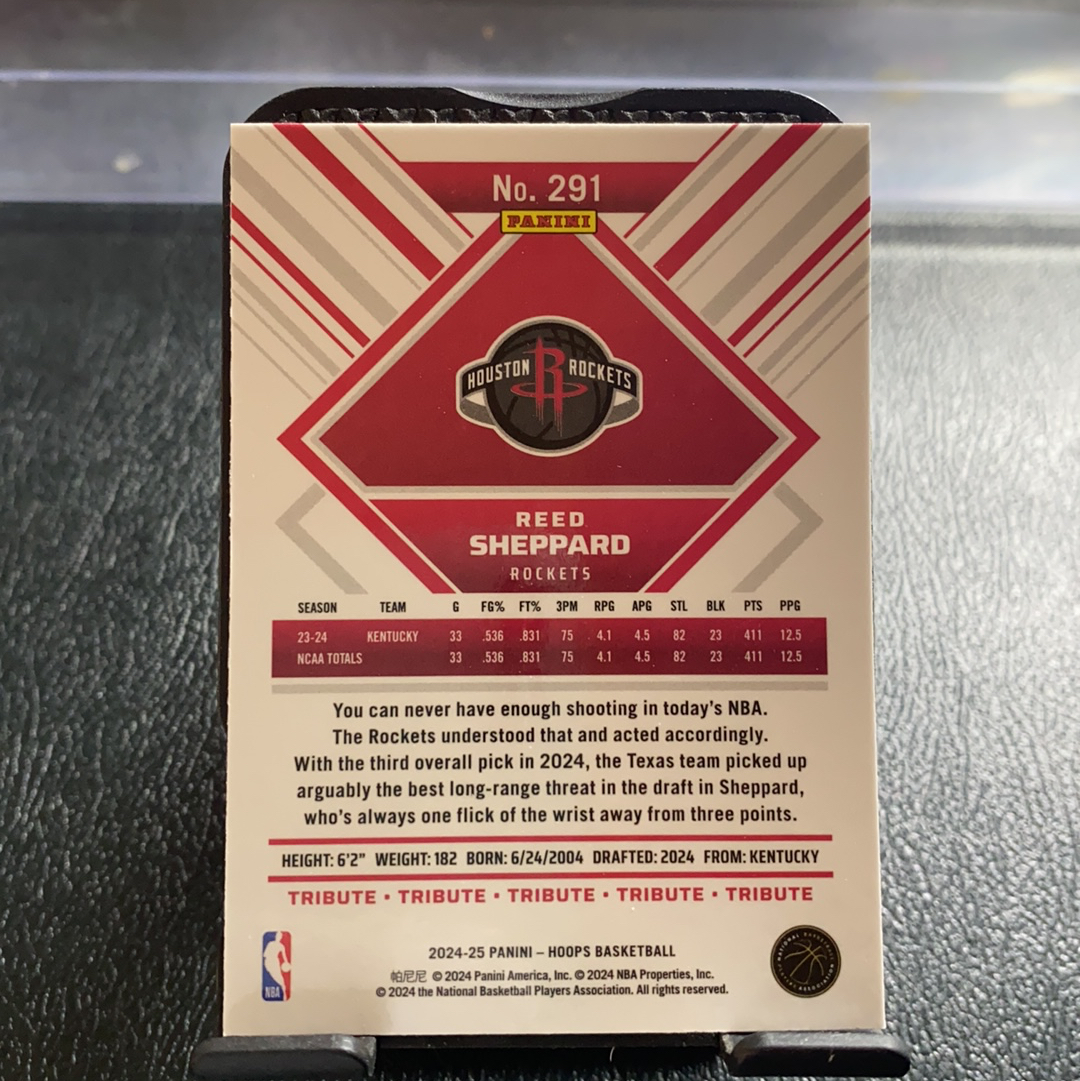 No. 291
PANINI
HOUSTON ROCKETS
REED
SHEPPARD
ROCKETS
SEASON TEAM G FG% FT% 3PM RPG APG STL BLK PTS PPG
23-24 KENTUCKY 33 .536 .831 75 4.1 4.5 82 23 411 12.5
NCAA TOTALS 33 .536 .831 75 4.1 4.5 82 23 411 12.5
You can never have enough shooting in today's NBA.
The Rockets understood that and acted accordingly.
With the third overall pick in 2024, the Texas team picked up
arguably the best long-range threat in the draft in Sheppard,
who's always one flick of the wrist away from three points.
HEIGHT: 6'2" WEIGHT: 182 BORN: 6/24/2004 DRAFTED: 2024 FROM: KENTUCKY
TRIBUTE • TRIBUTE • TRIBUTE • TRIBUTE • TRIBUTE
2024-25 PANINI – HOOPS BASKETBALL
帕尼尼 © 2024 Panini America, Inc. © 2024 NBA Properties, Inc.
© 2024 the National Basketball Players Association. All rights reserved.
NBA
NATIONAL BASKETBALL PLAYERS ASSOCIATION